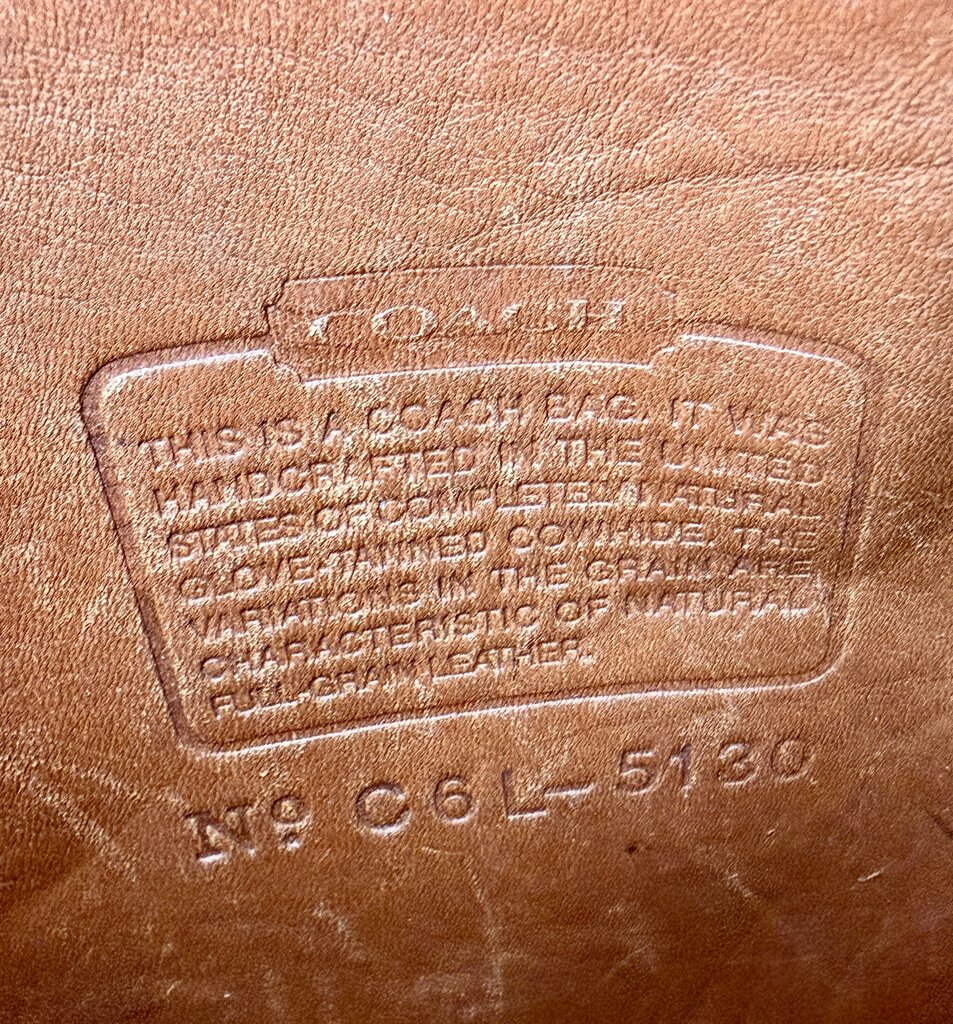 COACH
THIS IS A COACH BAG. IT WAS
HANDCRAFTED IN THE UNITED
STATES OF COMPLETELY NATURAL
GLOVE-TANNED COWHIDE. THE
VARIATIONS IN THE GRAIN ARE
CHARACTERISTIC OF NATURAL
FULL-GRAIN LEATHER.
Nº C6L-5130